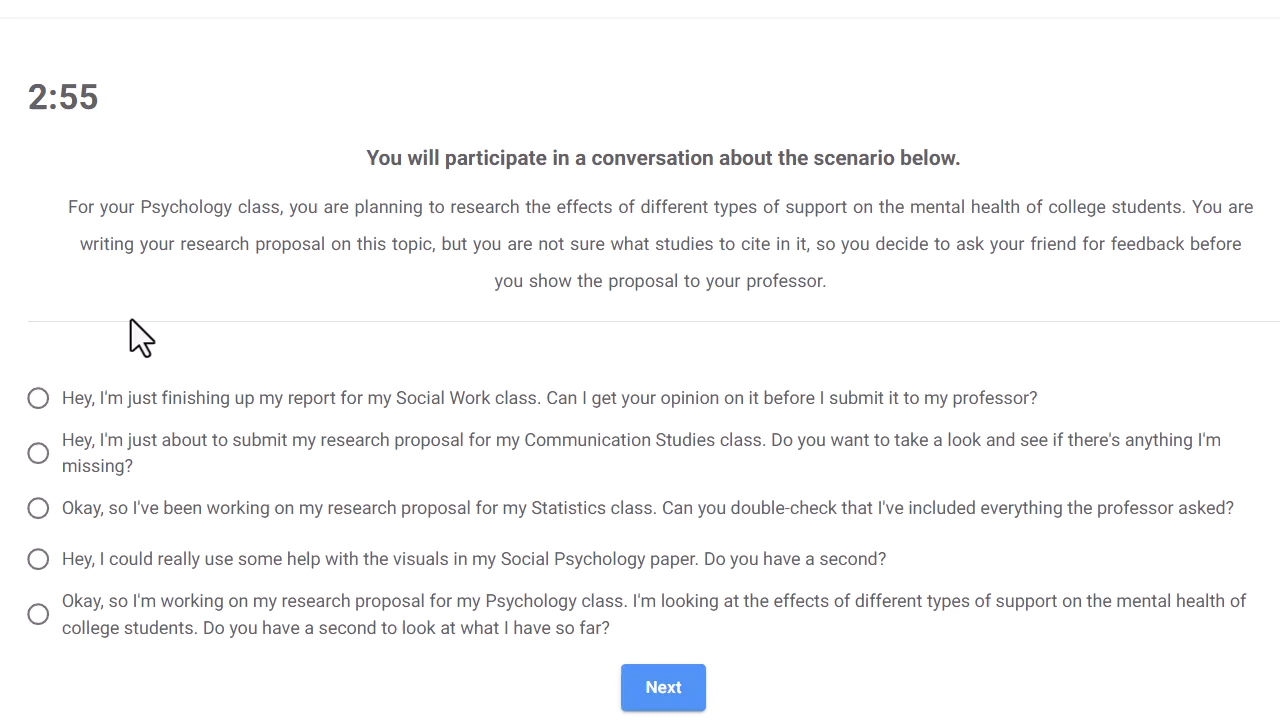 2:55
You will participate in a conversation about the scenario below.
For your Psychology class, you are planning to research the effects of different types of support on the mental health of college students. You are
writing your research proposal on this topic, but you are not sure what studies to cite in it, so you decide to ask your friend for feedback before
you show the proposal to your professor.
Hey, I'm just finishing up my report for my Social Work class. Can I get your opinion on it before I submit it to my professor?
Hey, I'm just about to submit my research proposal for my Communication Studies class. Do you want to take a look and see if there's anything I'm
missing?
Okay, so I've been working on my research proposal for my Statistics class. Can you double-check that I've included everything the professor asked?
Hey, I could really use some help with the visuals in my Social Psychology paper. Do you have a second?
Okay, so I'm working on my research proposal for my Psychology class. I'm looking at the effects of different types of support on the mental health of
college students. Do you have a second to look at what I have so far?
Next